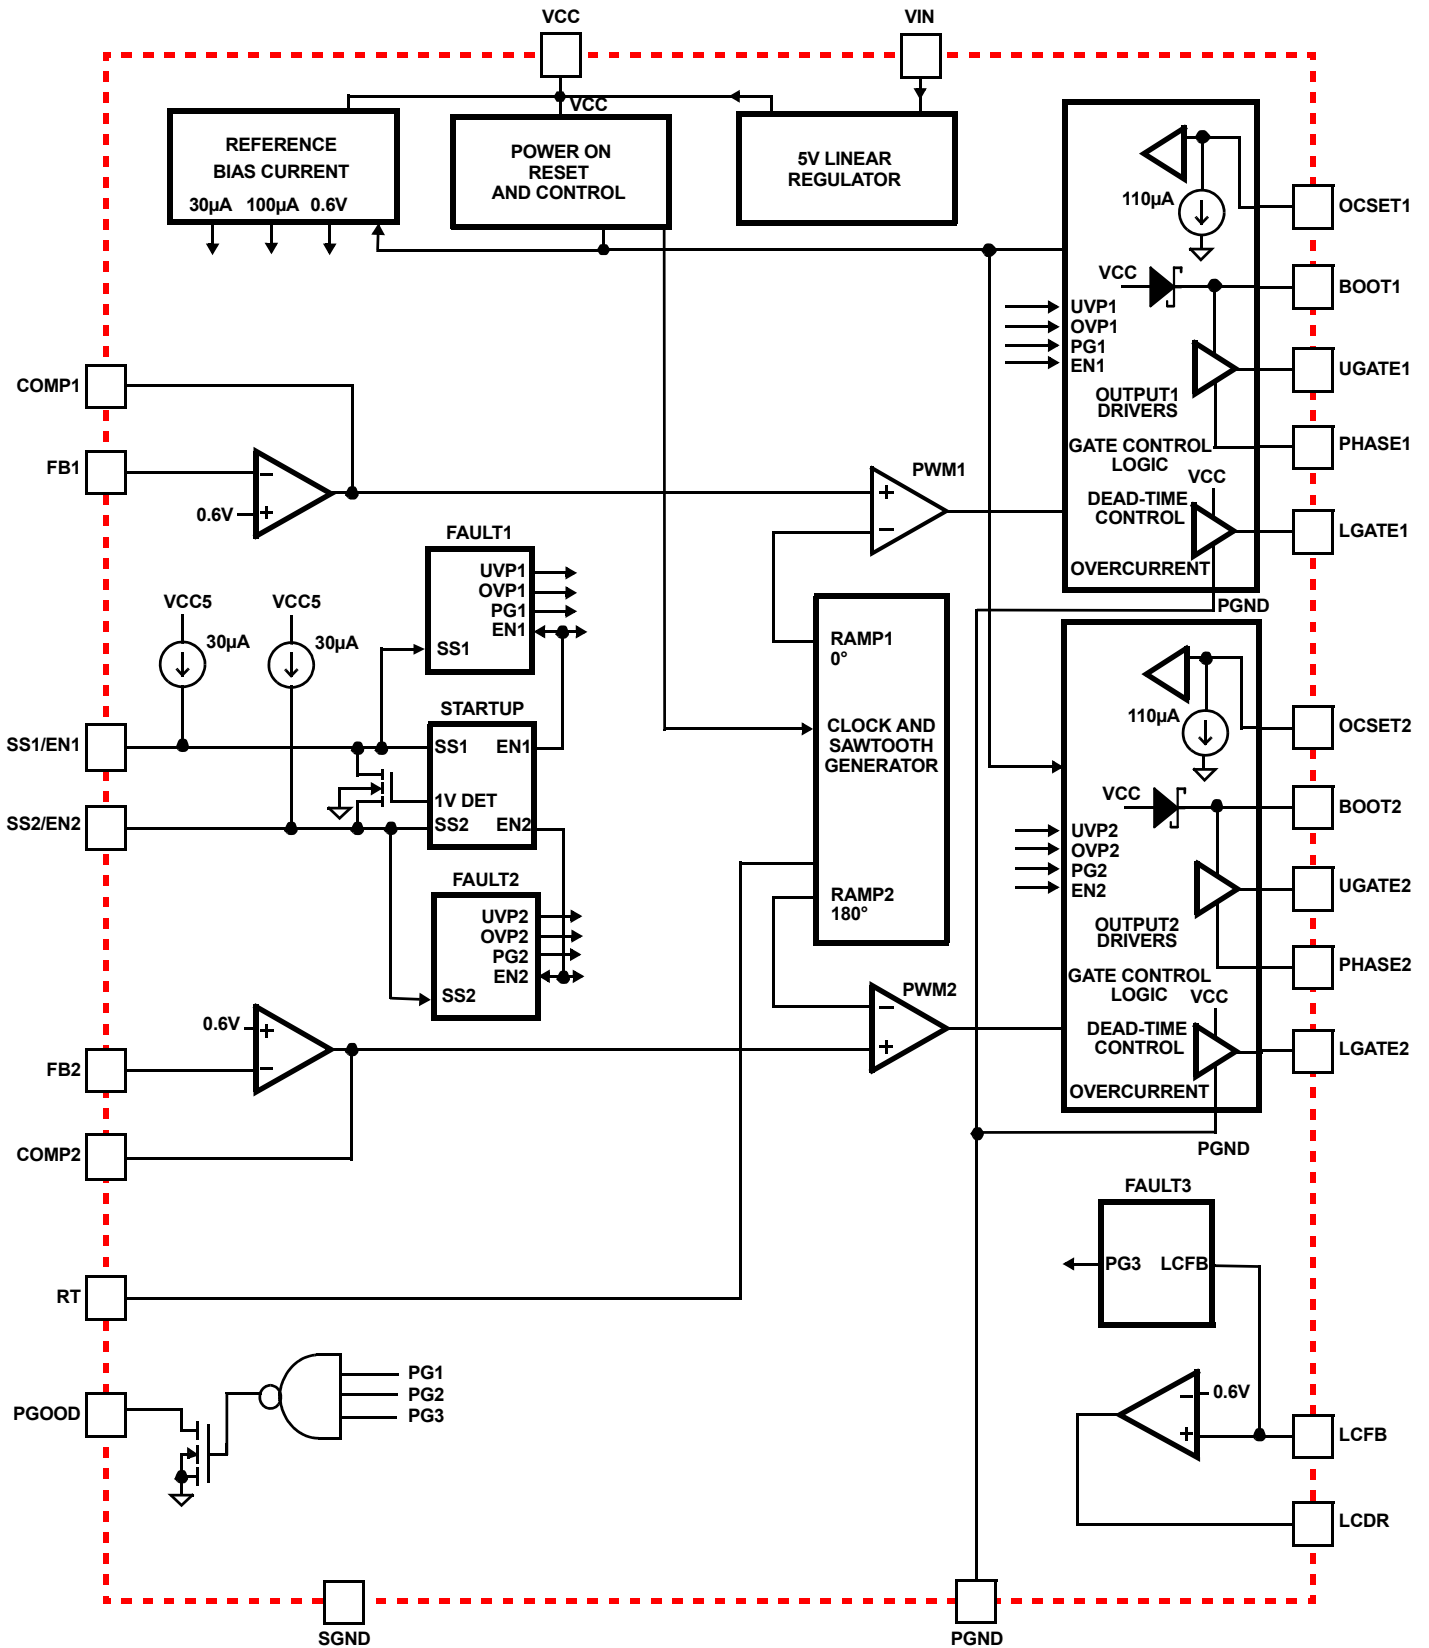 VCC
VIN
VCC
REFERENCE
BIAS CURRENT
30µA 100µA 0.6V
POWER ON
RESET
AND CONTROL
5V LINEAR
REGULATOR
110µA
OCSET1
VCC
BOOT1
UVP1
OVP1
PG1
EN1
UGATE1
OUTPUT1
DRIVERS
PHASE1
GATE CONTROL
LOGIC
VCC
DEAD-TIME
CONTROL
LGATE1
OVERCURRENT
PGND
COMP1
FB1
−
+
0.6V
PWM1
+
−
FAULT1
UVP1
OVP1
PG1
EN1
SS1
VCC5
30µA
VCC5
30µA
STARTUP
SS1 EN1
1V DET
SS2 EN2
SS1/EN1
SS2/EN2
RAMP1
0°
CLOCK AND
SAWTOOTH
GENERATOR
RAMP2
180°
FAULT2
UVP2
OVP2
PG2
EN2
SS2
110µA
OCSET2
VCC
BOOT2
UVP2
OVP2
PG2
EN2
UGATE2
OUTPUT2
DRIVERS
PHASE2
GATE CONTROL
LOGIC
VCC
DEAD-TIME
CONTROL
LGATE2
OVERCURRENT
PGND
PWM2
−
+
0.6V
+
−
FB2
COMP2
FAULT3
PG3 LCFB
RT
PG1
PG2
PG3
PGOOD
− 0.6V
+
LCFB
LCDR
SGND
PGND